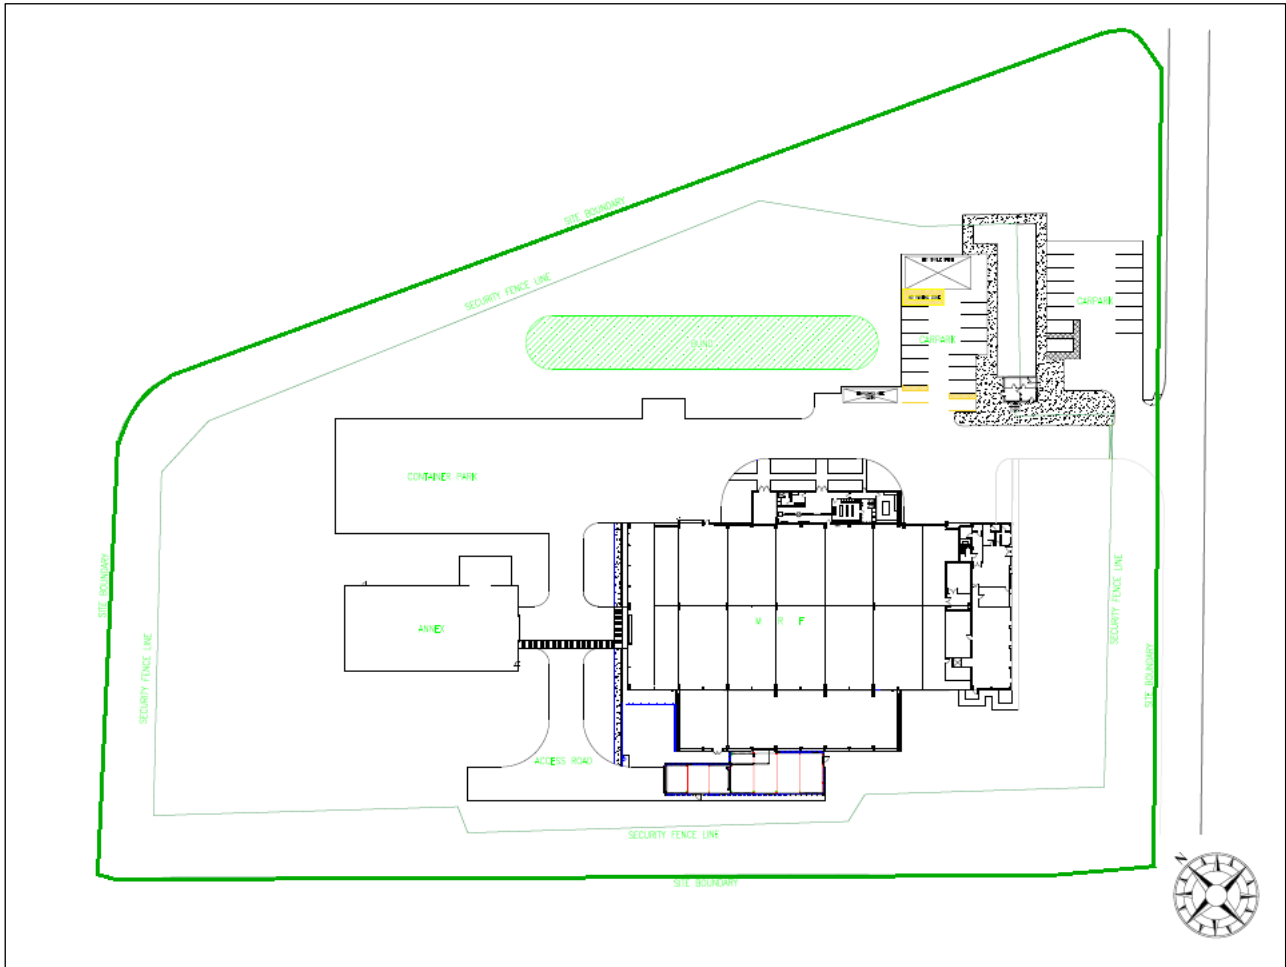 SITE BOUNDARY
SECURITY FENCE LINE
CARPARK
BUND
CARPARK
CONTAINER PARK
SITE BOUNDARY
SECURITY FENCE LINE
ANNEX
M R F
SECURITY FENCE LINE
SITE BOUNDARY
ACCESS ROAD
SECURITY FENCE LINE
SITE BOUNDARY
N